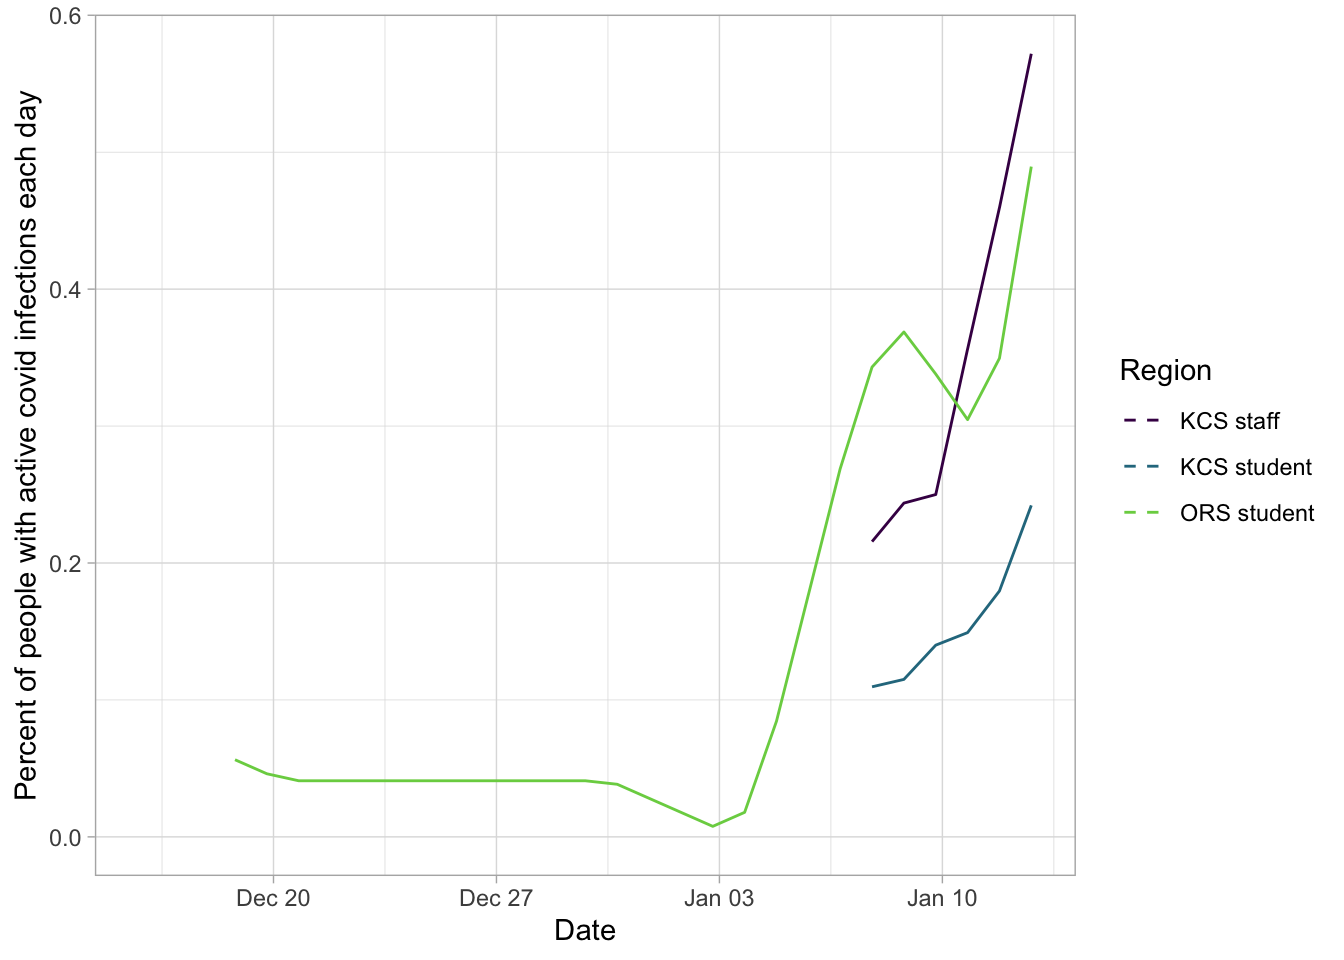 Percent of people with active covid infections each day
0.6
0.4
0.2
0.0
Dec 20
Dec 27
Jan 03
Jan 10
Date
Region
KCS staff
KCS student
ORS student